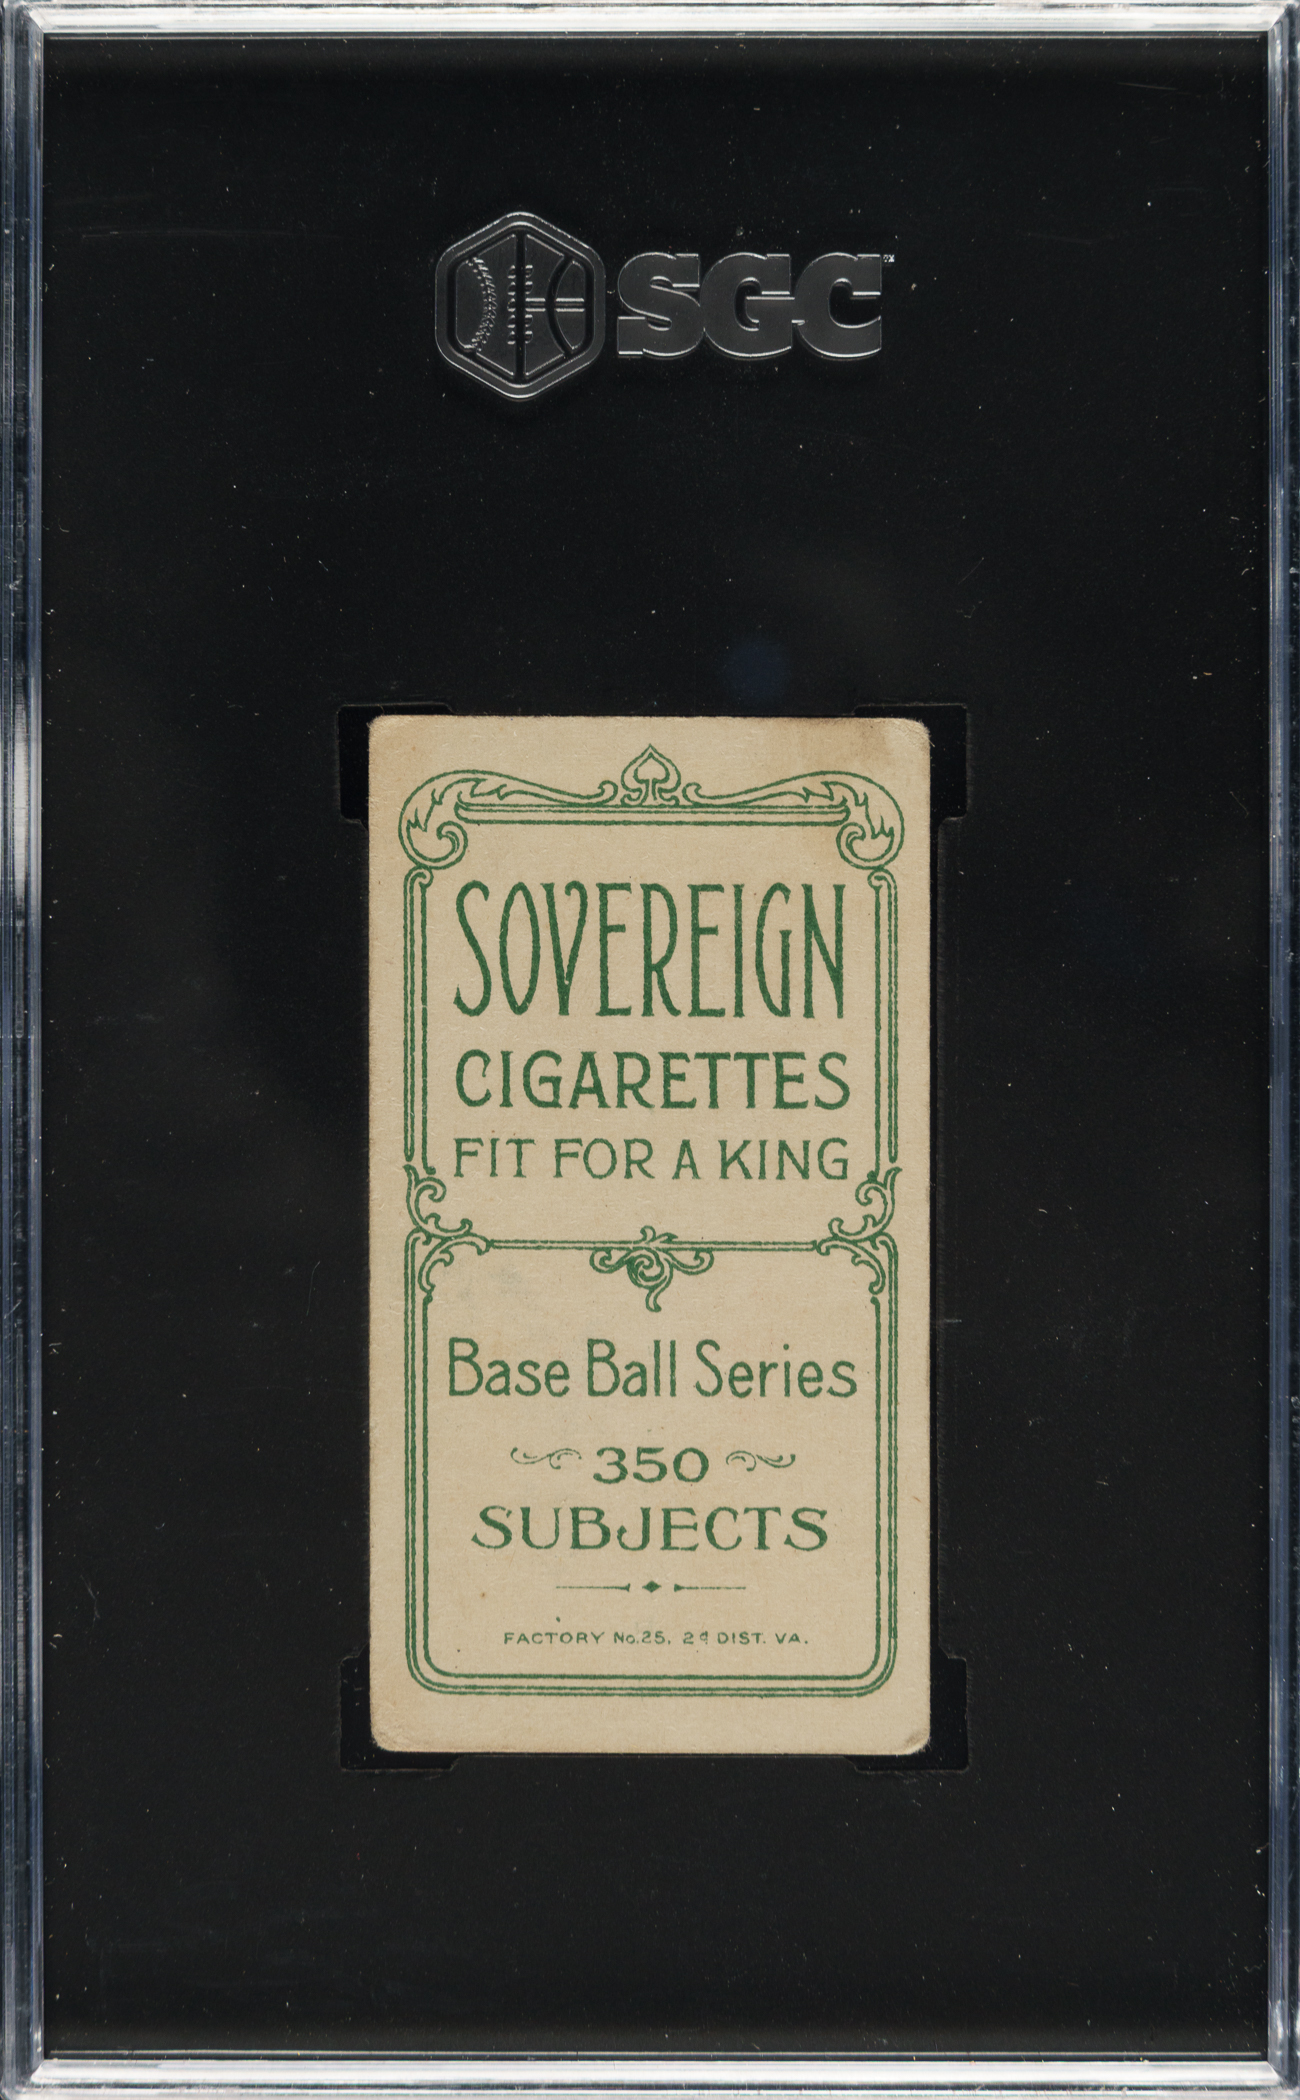 SGC
SOVEREIGN
CIGARETTES
FIT FOR A KING
Base Ball Series
350
SUBJECTS
FACTORY No.25, 2d DIST. VA.